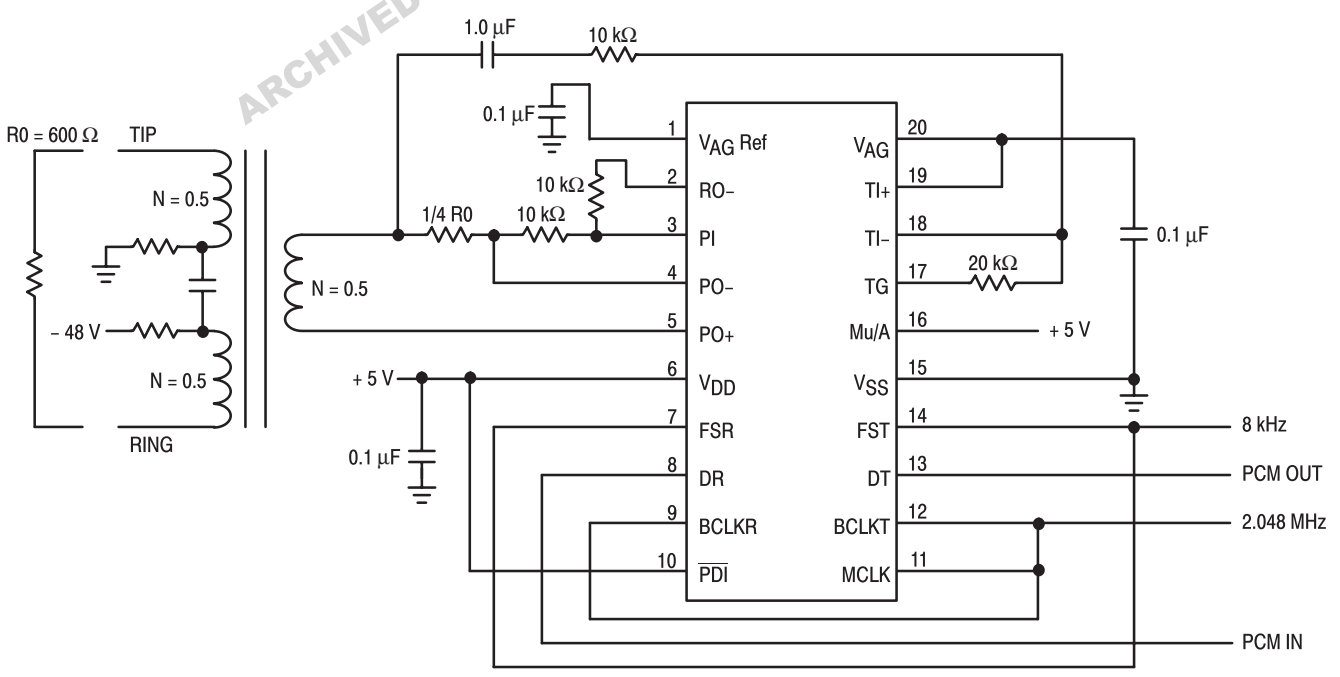 ARCHIVED
1.0 μF
10 kΩ
0.1 μF
R0 = 600 Ω
TIP
N = 0.5
– 48 V
N = 0.5
RING
N = 0.5
10 kΩ
1/4 R0
10 kΩ
+ 5 V
0.1 μF
1 VAG Ref
2 RO–
3 PI
4 PO–
5 PO+
6 VDD
7 FSR
8 DR
9 BCLKR
10 PDI
VAG 20
TI+ 19
TI– 18
TG 17
Mu/A 16
VSS 15
FST 14
DT 13
BCLKT 12
MCLK 11
20 kΩ
0.1 μF
+ 5 V
8 kHz
PCM OUT
2.048 MHz
PCM IN